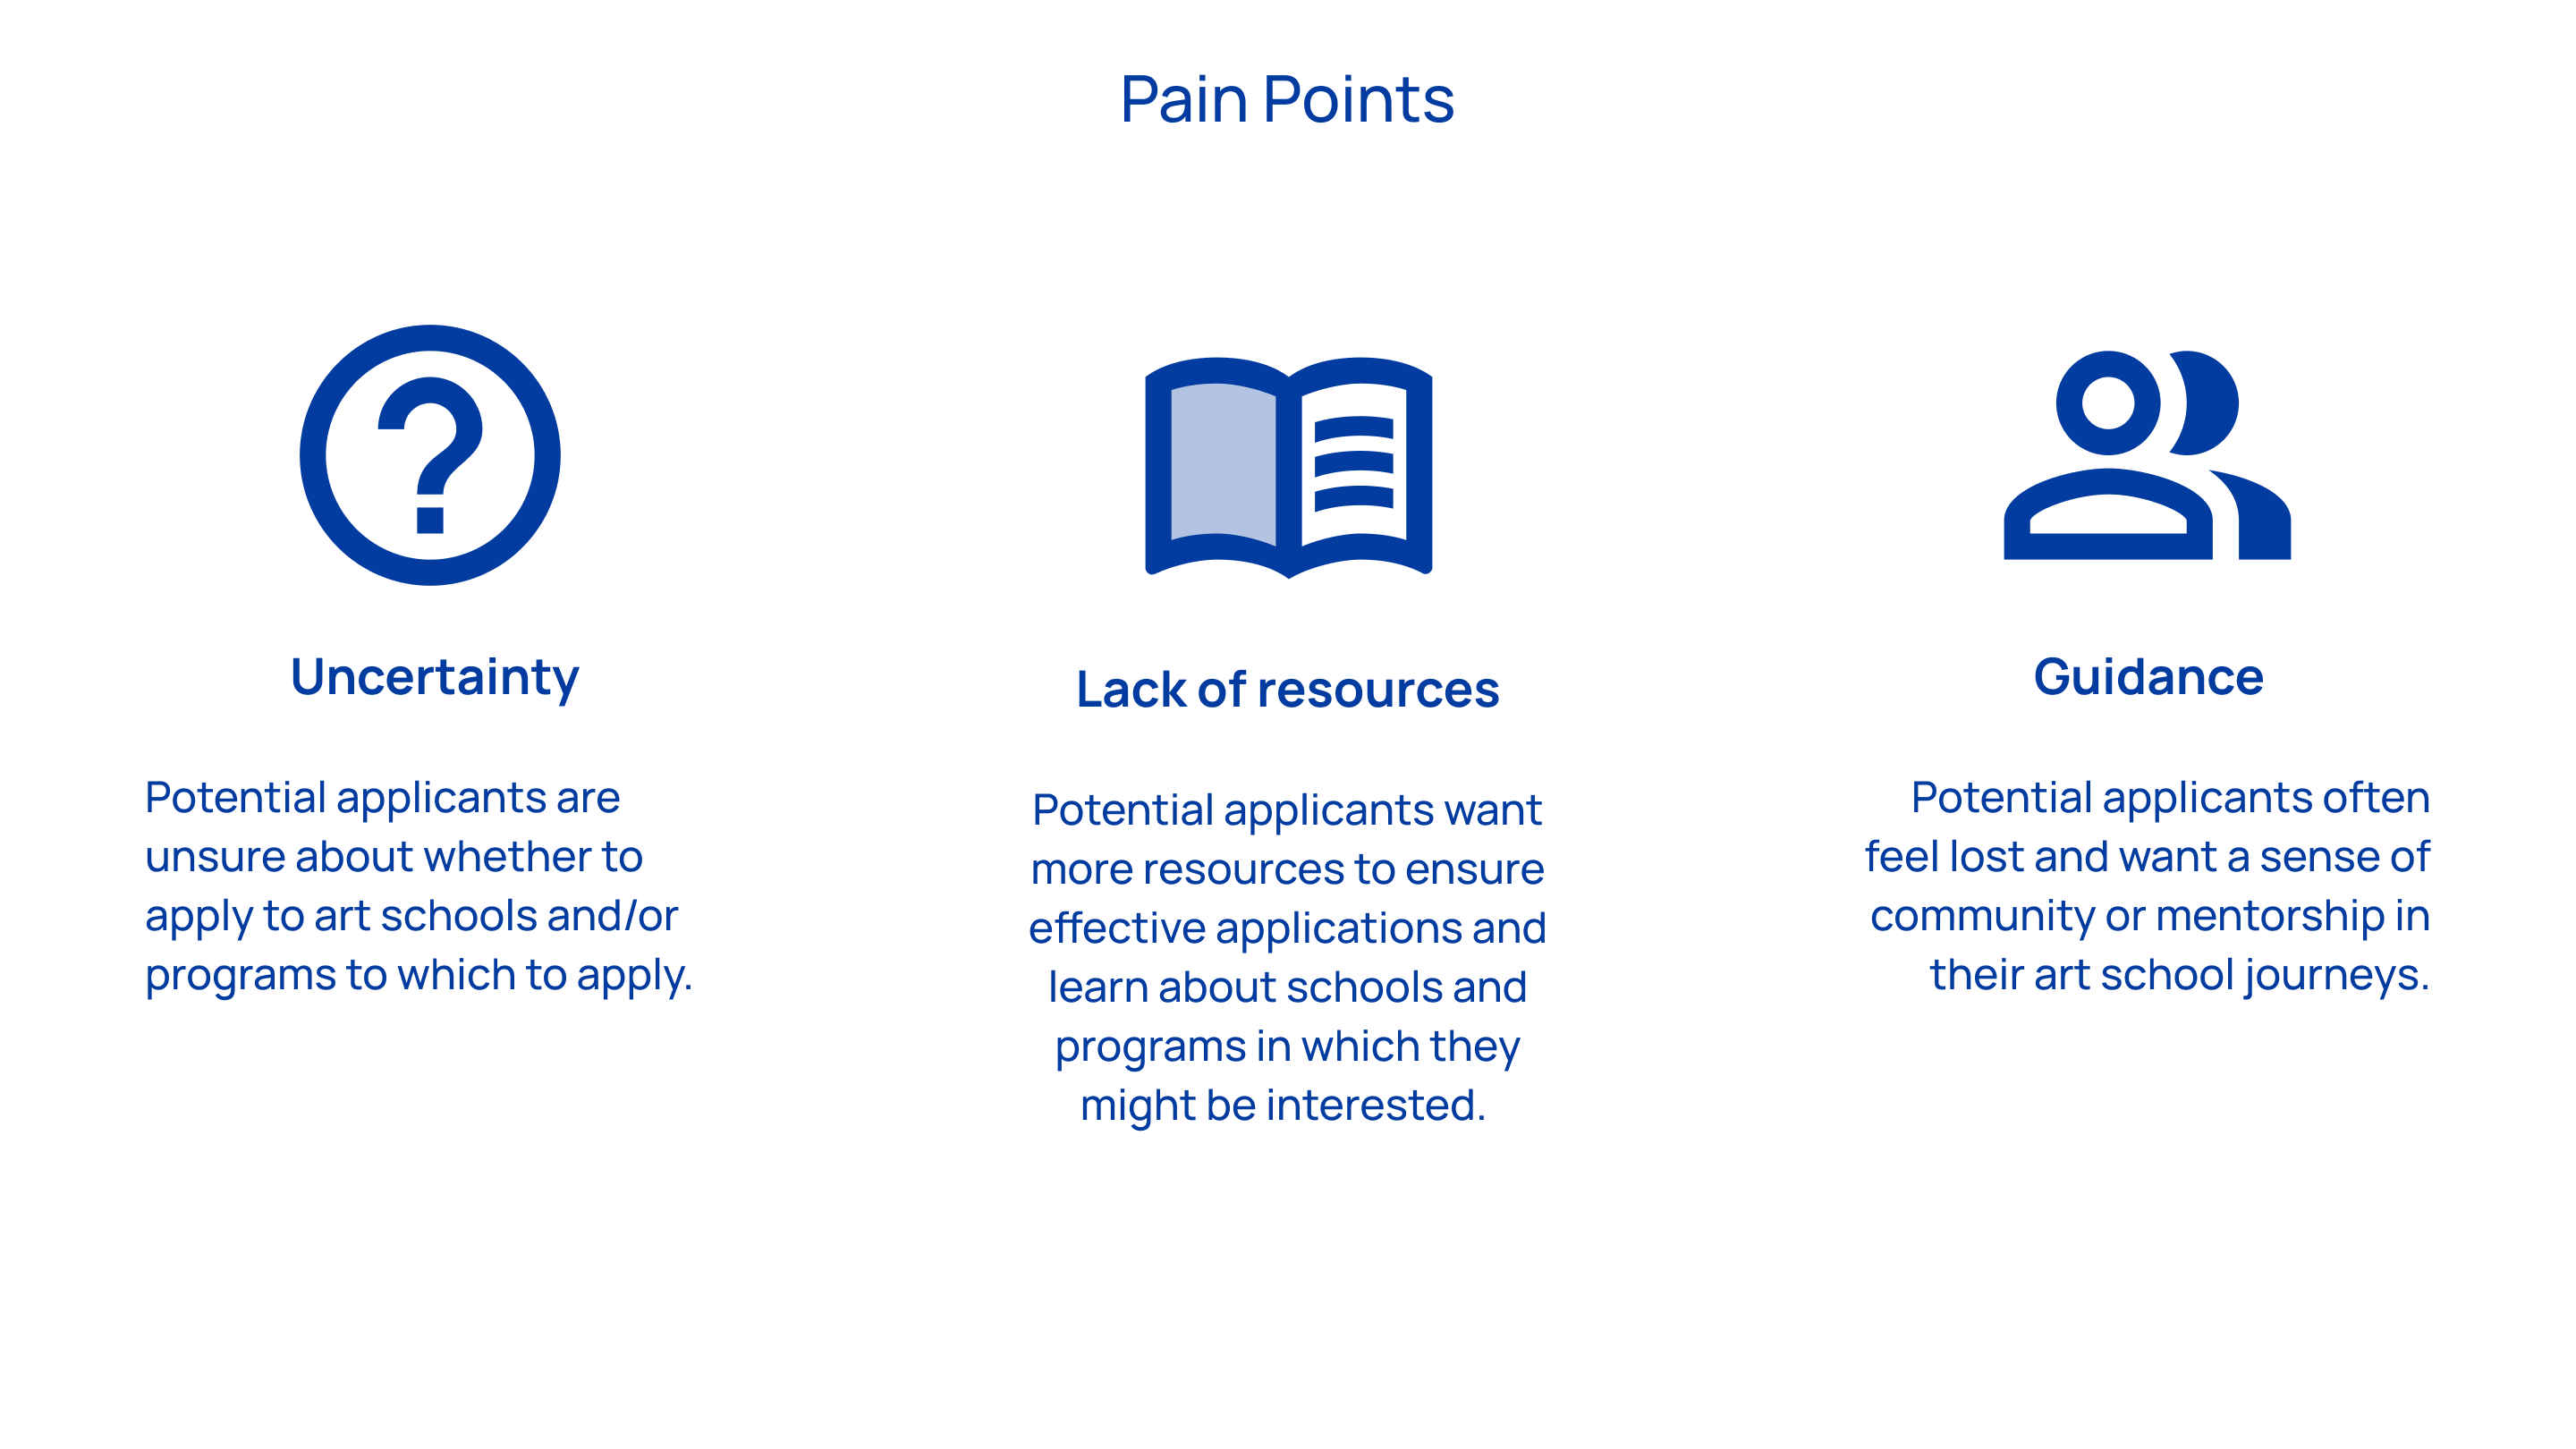 Pain Points
Uncertainty
Potential applicants are
unsure about whether to
apply to art schools and/or
programs to which to apply.
Lack of resources
Potential applicants want
more resources to ensure
effective applications and
learn about schools and
programs in which they
might be interested.
Guidance
Potential applicants often
feel lost and want a sense of
community or mentorship in
their art school journeys.